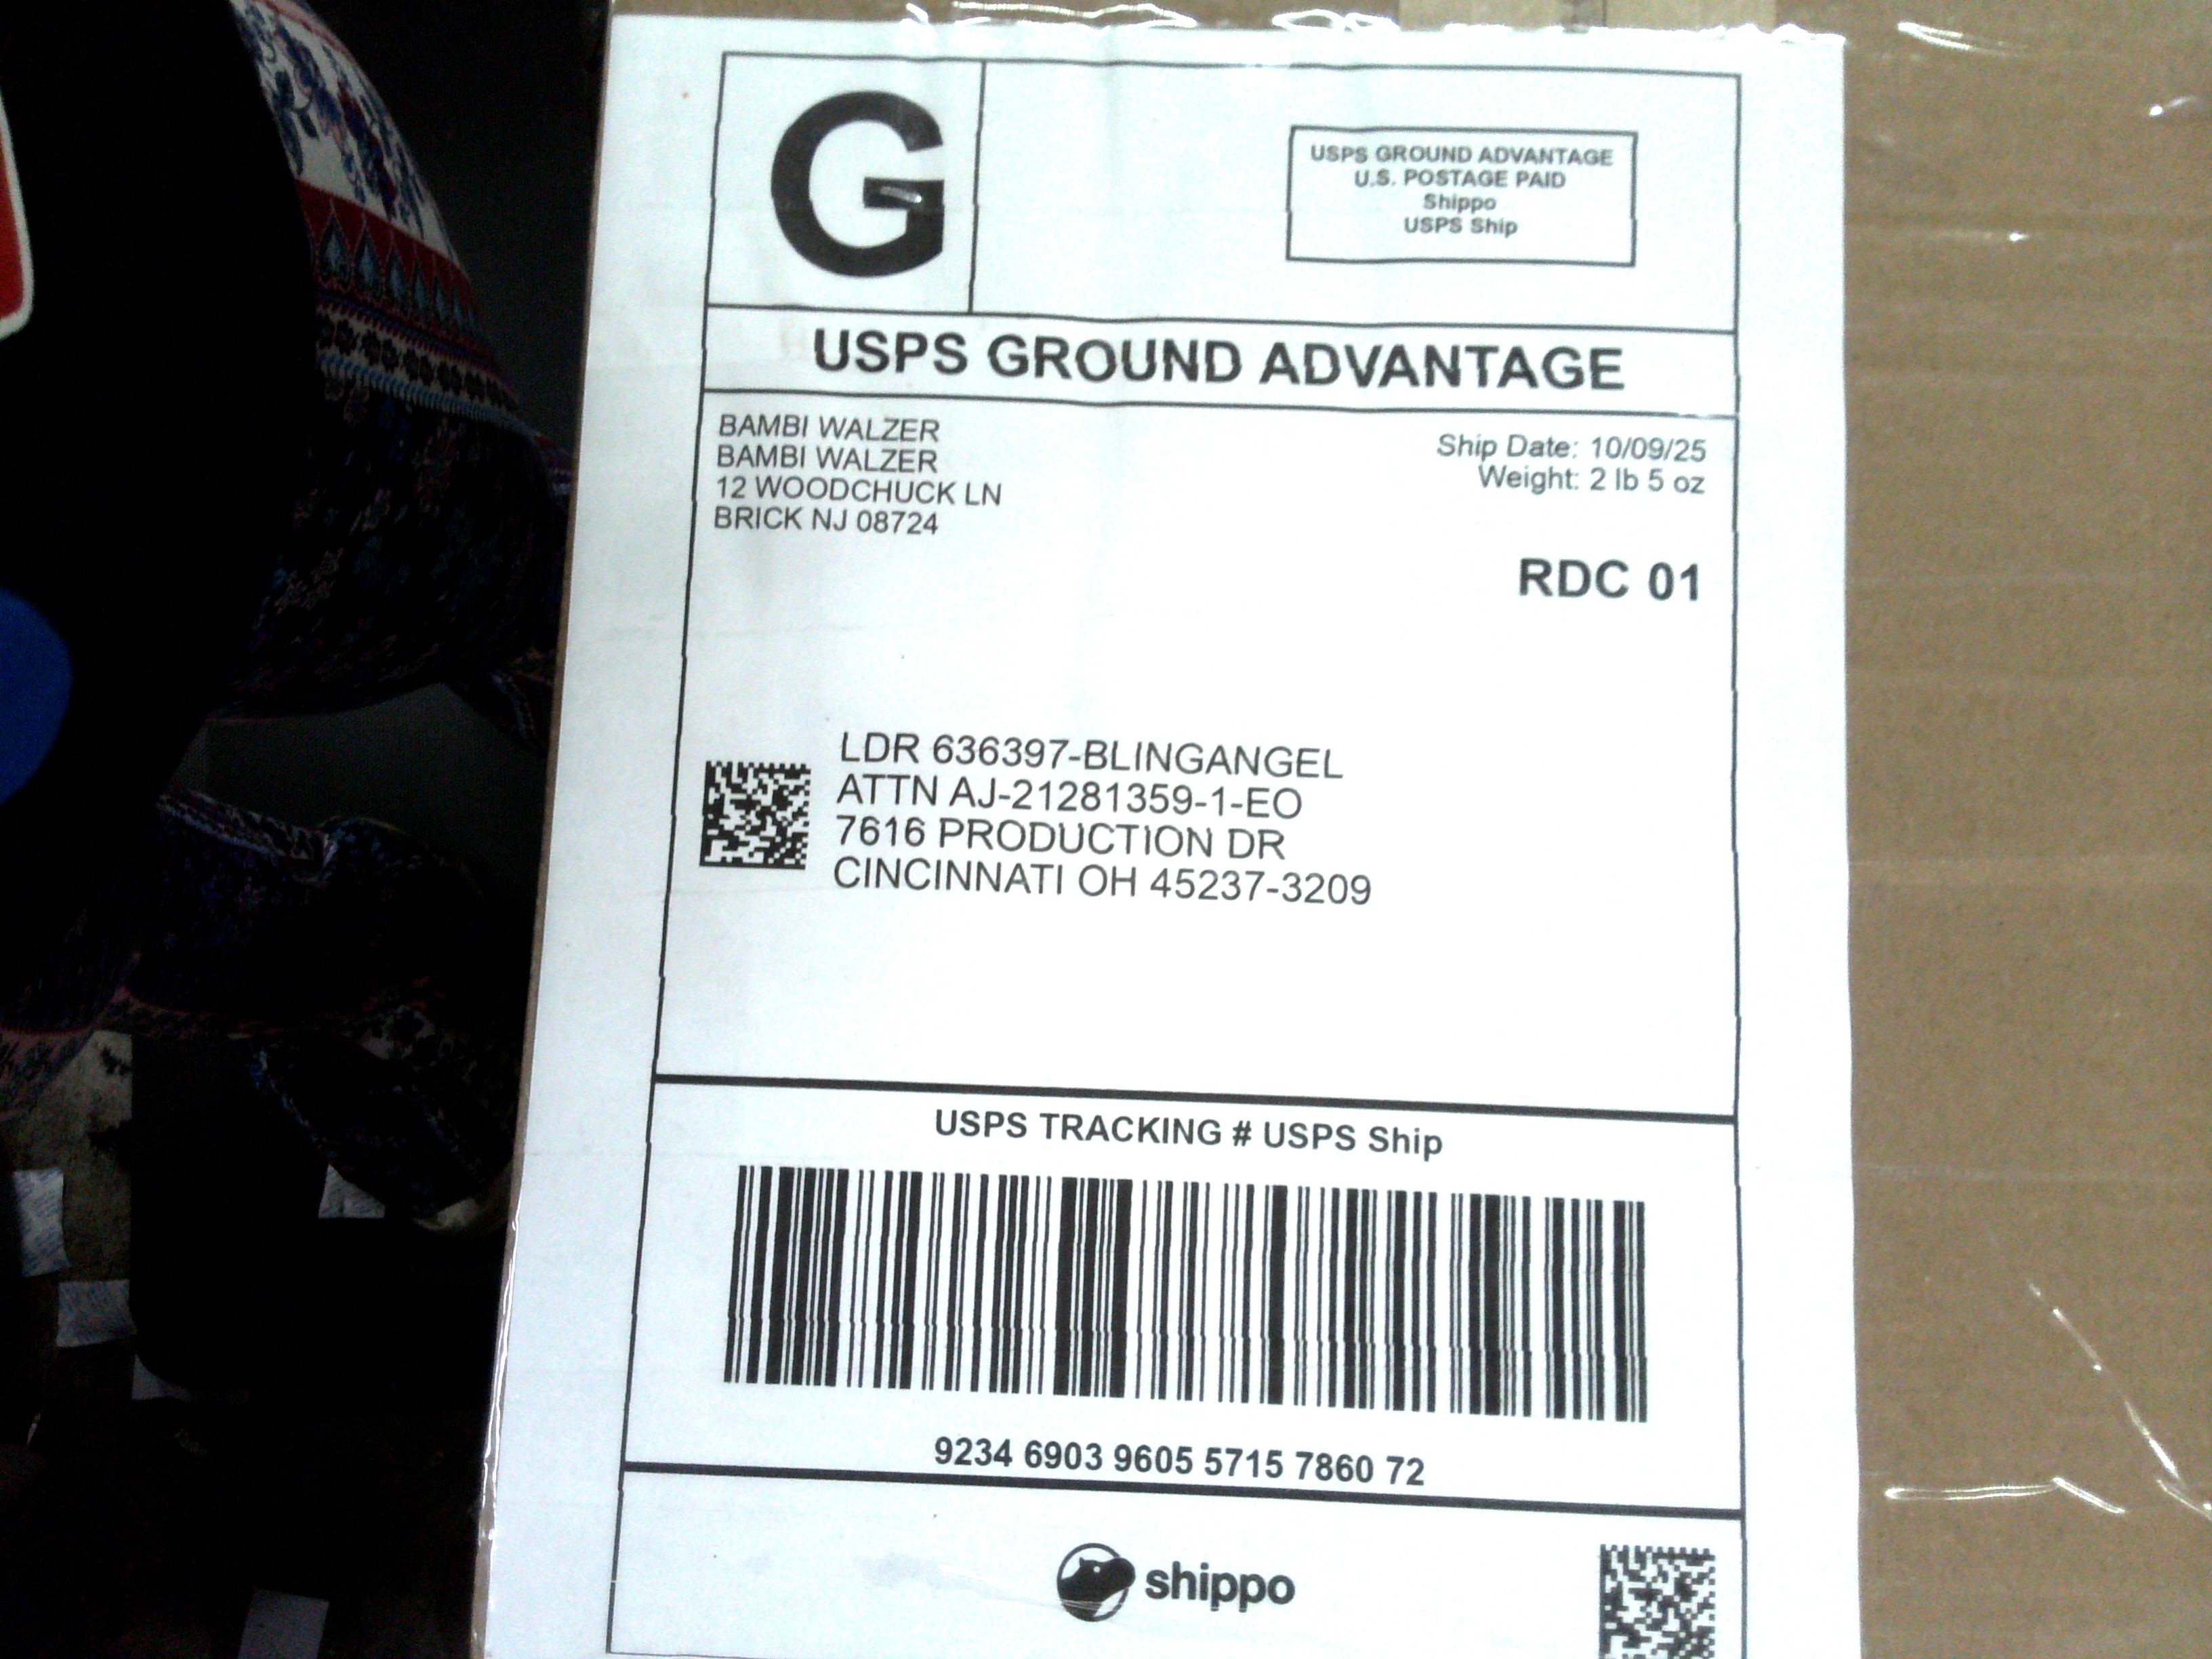 G
USPS GROUND ADVANTAGE
U.S. POSTAGE PAID
Shippo
USPS Ship
USPS GROUND ADVANTAGE
BAMBI WALZER
BAMBI WALZER
12 WOODCHUCK LN
BRICK NJ 08724
Ship Date: 10/09/25
Weight: 2 lb 5 oz
RDC 01
LDR 636397-BLINGANGEL
ATTN AJ-21281359-1-EO
7616 PRODUCTION DR
CINCINNATI OH 45237-3209
USPS TRACKING # USPS Ship
9234 6903 9605 5715 7860 72
shippo